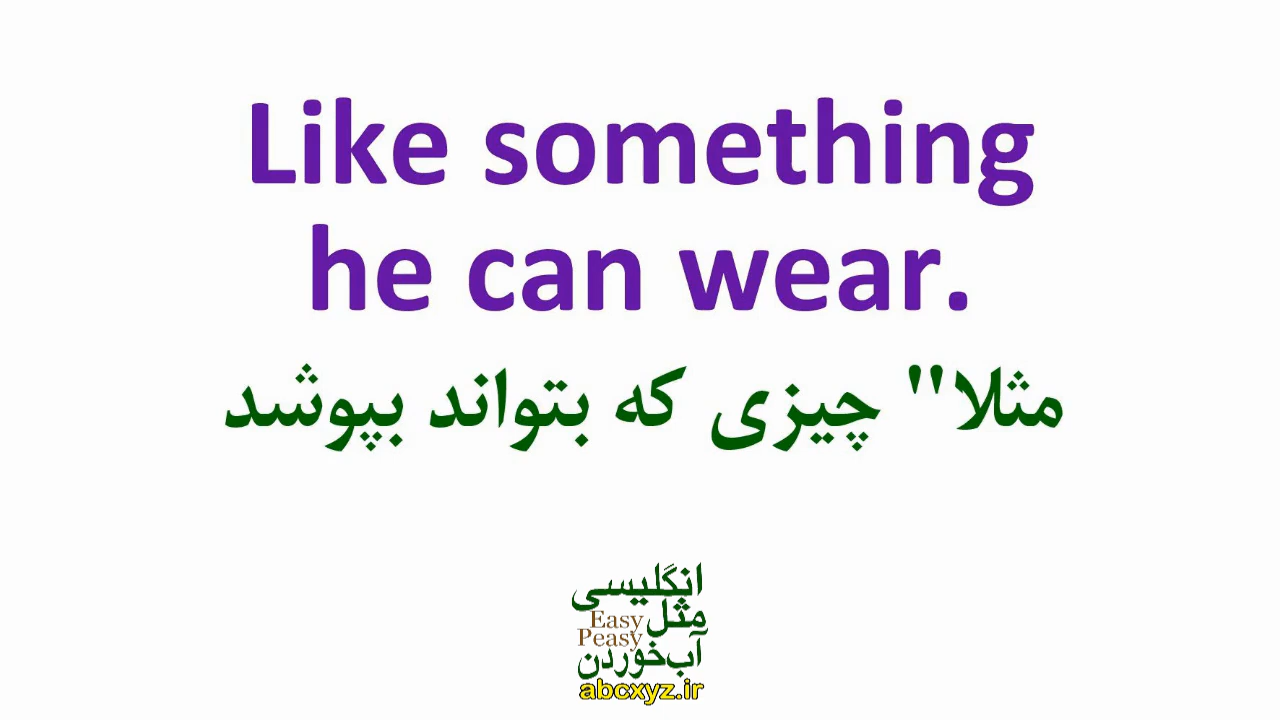 Like something
he can wear.
مثلا" چیزی که بتواند بپوشد
انگلیسی
مثل
Easy
Peasy
آب‌خوردن
abcxyz.ir